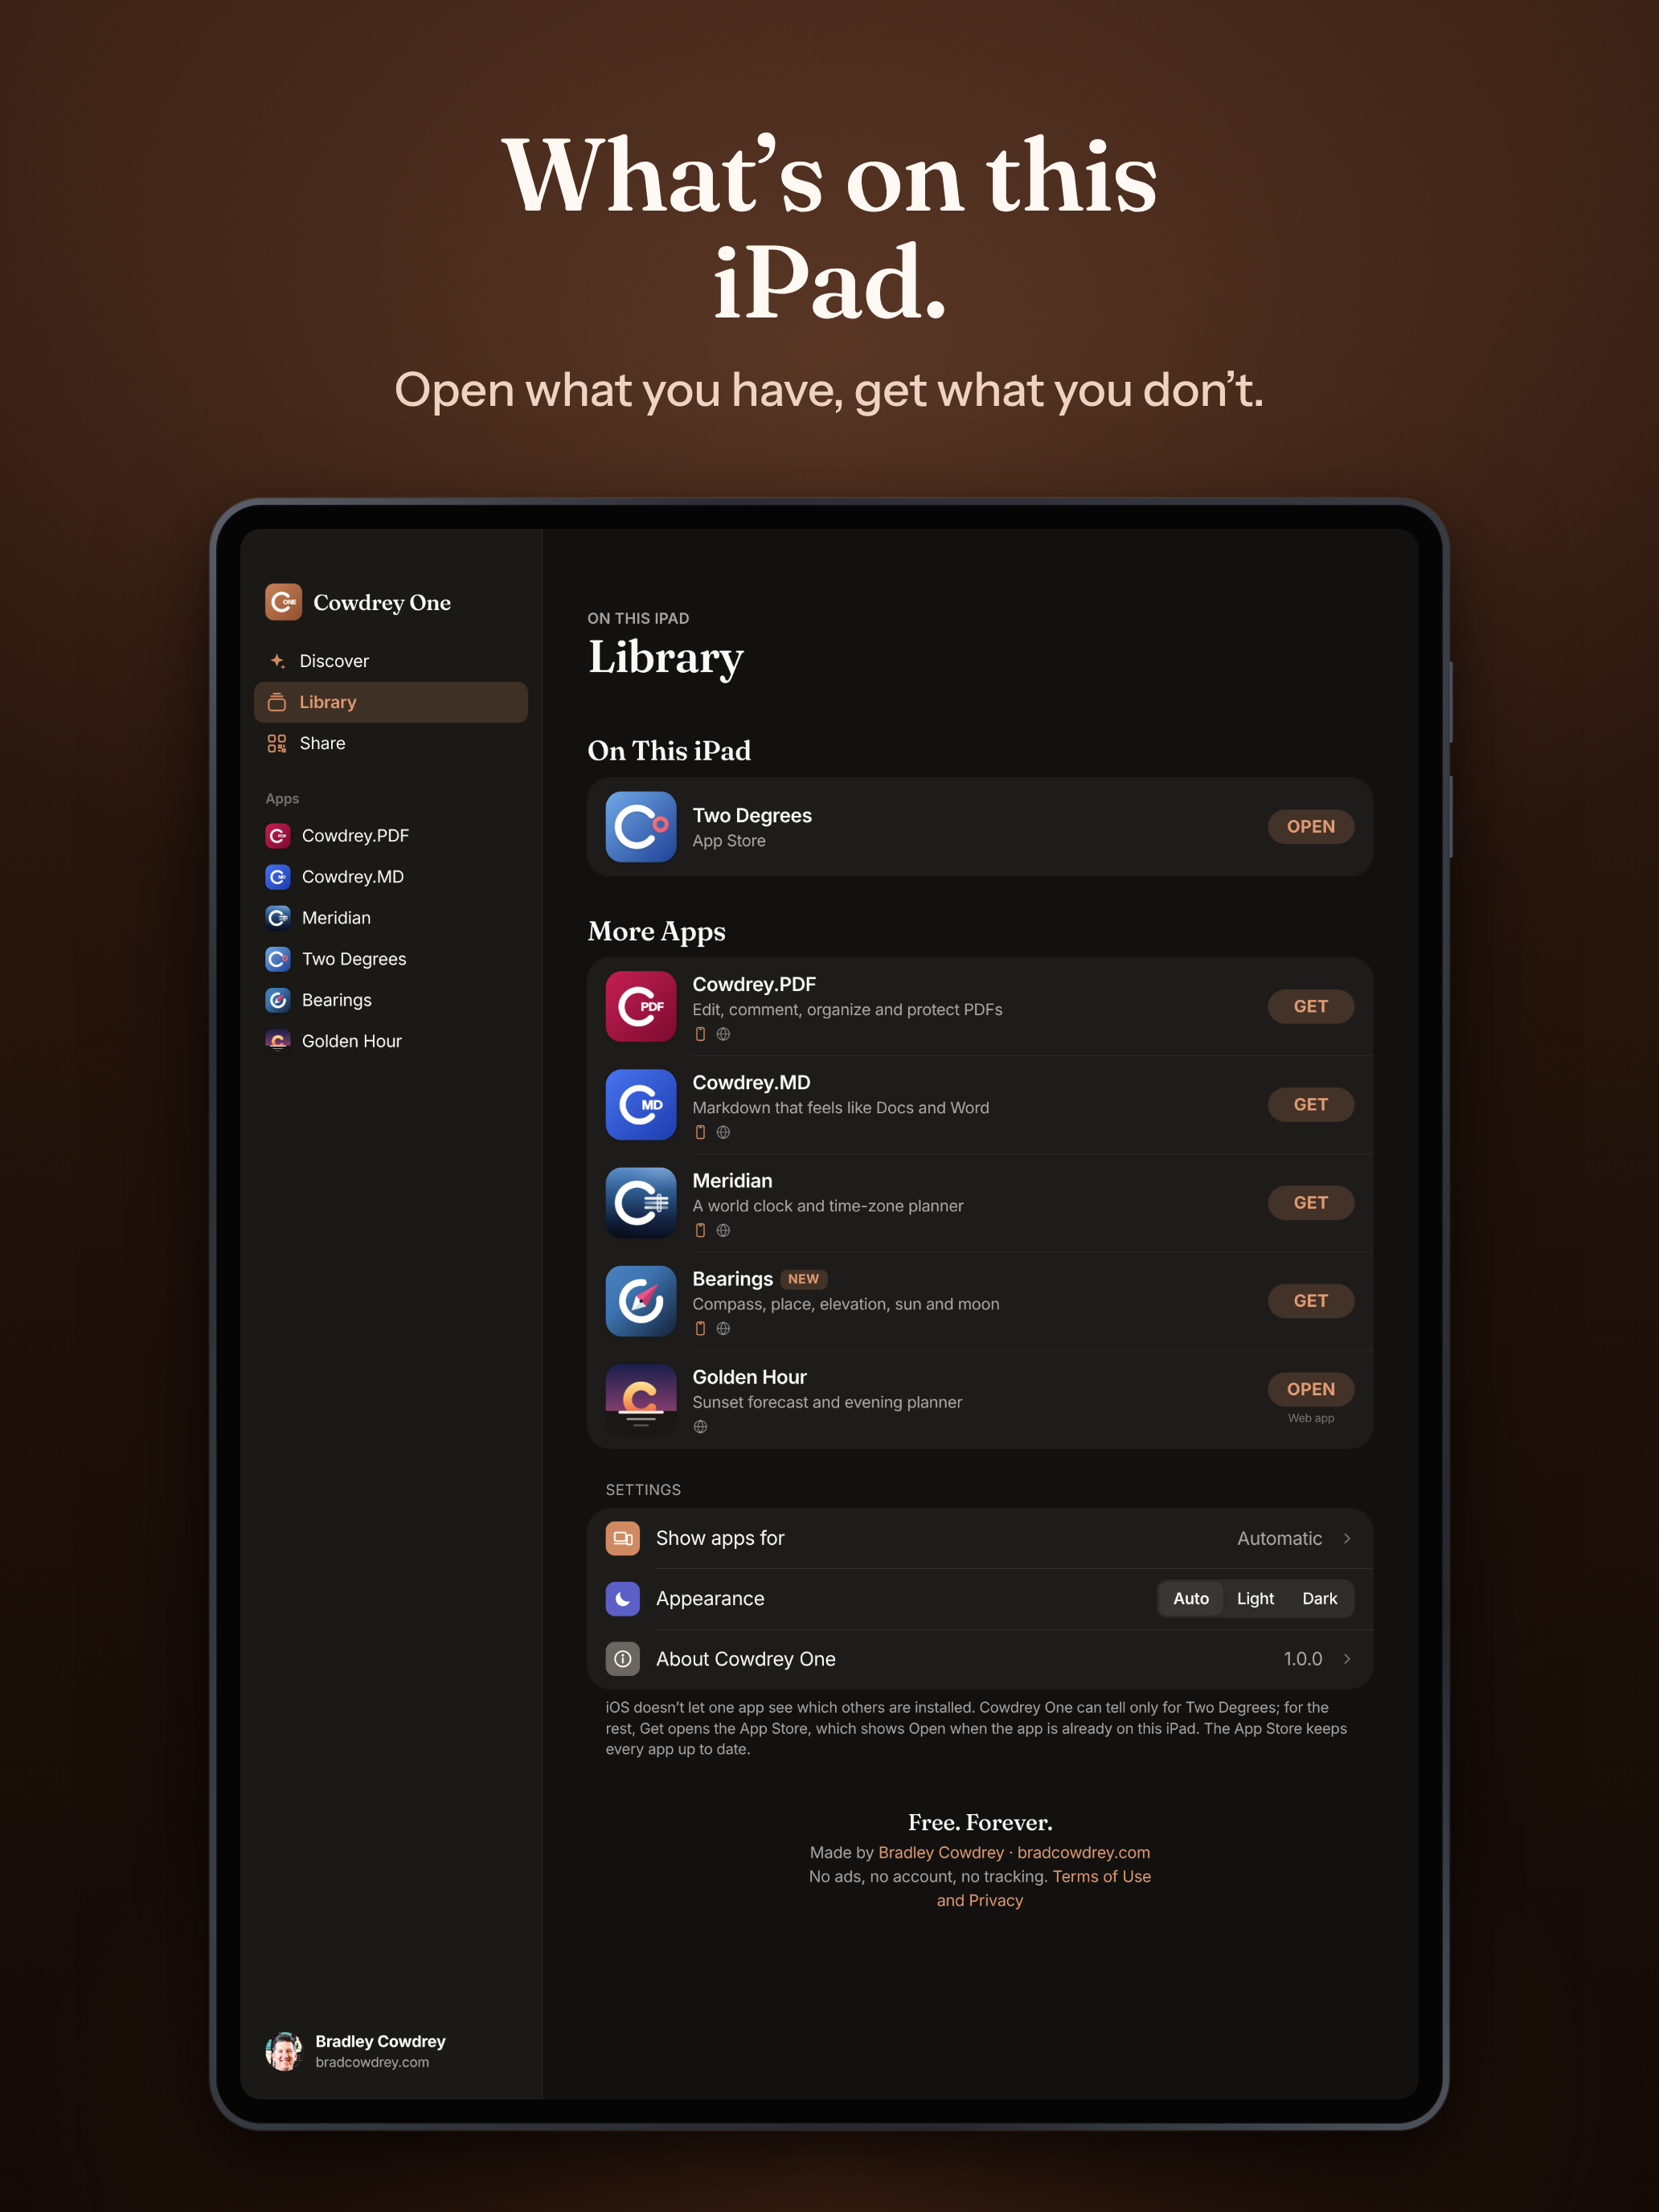 What’s on this
iPad.
Open what you have, get what you don’t.
Cowdrey One
Discover
Library
Share
Apps
Cowdrey.PDF
Cowdrey.MD
Meridian
Two Degrees
Bearings
Golden Hour
Bradley Cowdrey
bradcowdrey.com
ON THIS IPAD
Library
On This iPad
Two Degrees
App Store
OPEN
More Apps
PDF
Cowdrey.PDF
Edit, comment, organize and protect PDFs
GET
MD
Cowdrey.MD
Markdown that feels like Docs and Word
GET
Meridian
A world clock and time-zone planner
GET
Bearings NEW
Compass, place, elevation, sun and moon
GET
Golden Hour
Sunset forecast and evening planner
OPEN
Web app
SETTINGS
Show apps for Automatic
Appearance Auto Light Dark
About Cowdrey One 1.0.0
iOS doesn’t let one app see which others are installed. Cowdrey One can tell only for Two Degrees; for the
rest, Get opens the App Store, which shows Open when the app is already on this iPad. The App Store keeps
every app up to date.
Free. Forever.
Made by Bradley Cowdrey · bradcowdrey.com
No ads, no account, no tracking. Terms of Use
and Privacy